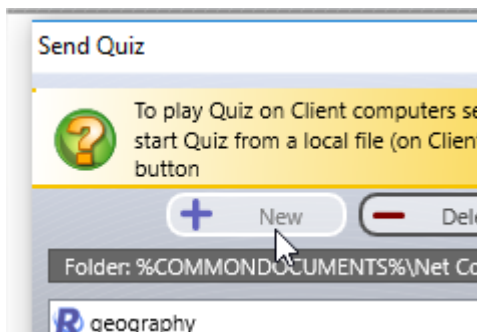 Send Quiz
To play Quiz on Client computers se
start Quiz from a local file (on Client
button
New
Dele
Folder: %COMMONDOCUMENTS%\Net Co
geography